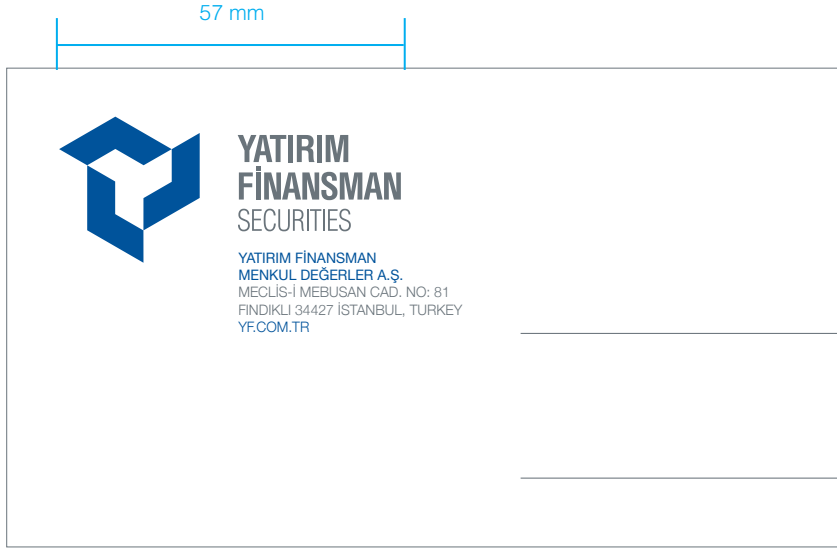 57 mm
YATIRIM
FİNANSMAN
SECURITIES
YATIRIM FİNANSMAN
MENKUL DEĞERLER A.Ş.
MECLİS-İ MEBUSAN CAD. NO: 81
FINDIKLI 34427 İSTANBUL, TURKEY
YF.COM.TR